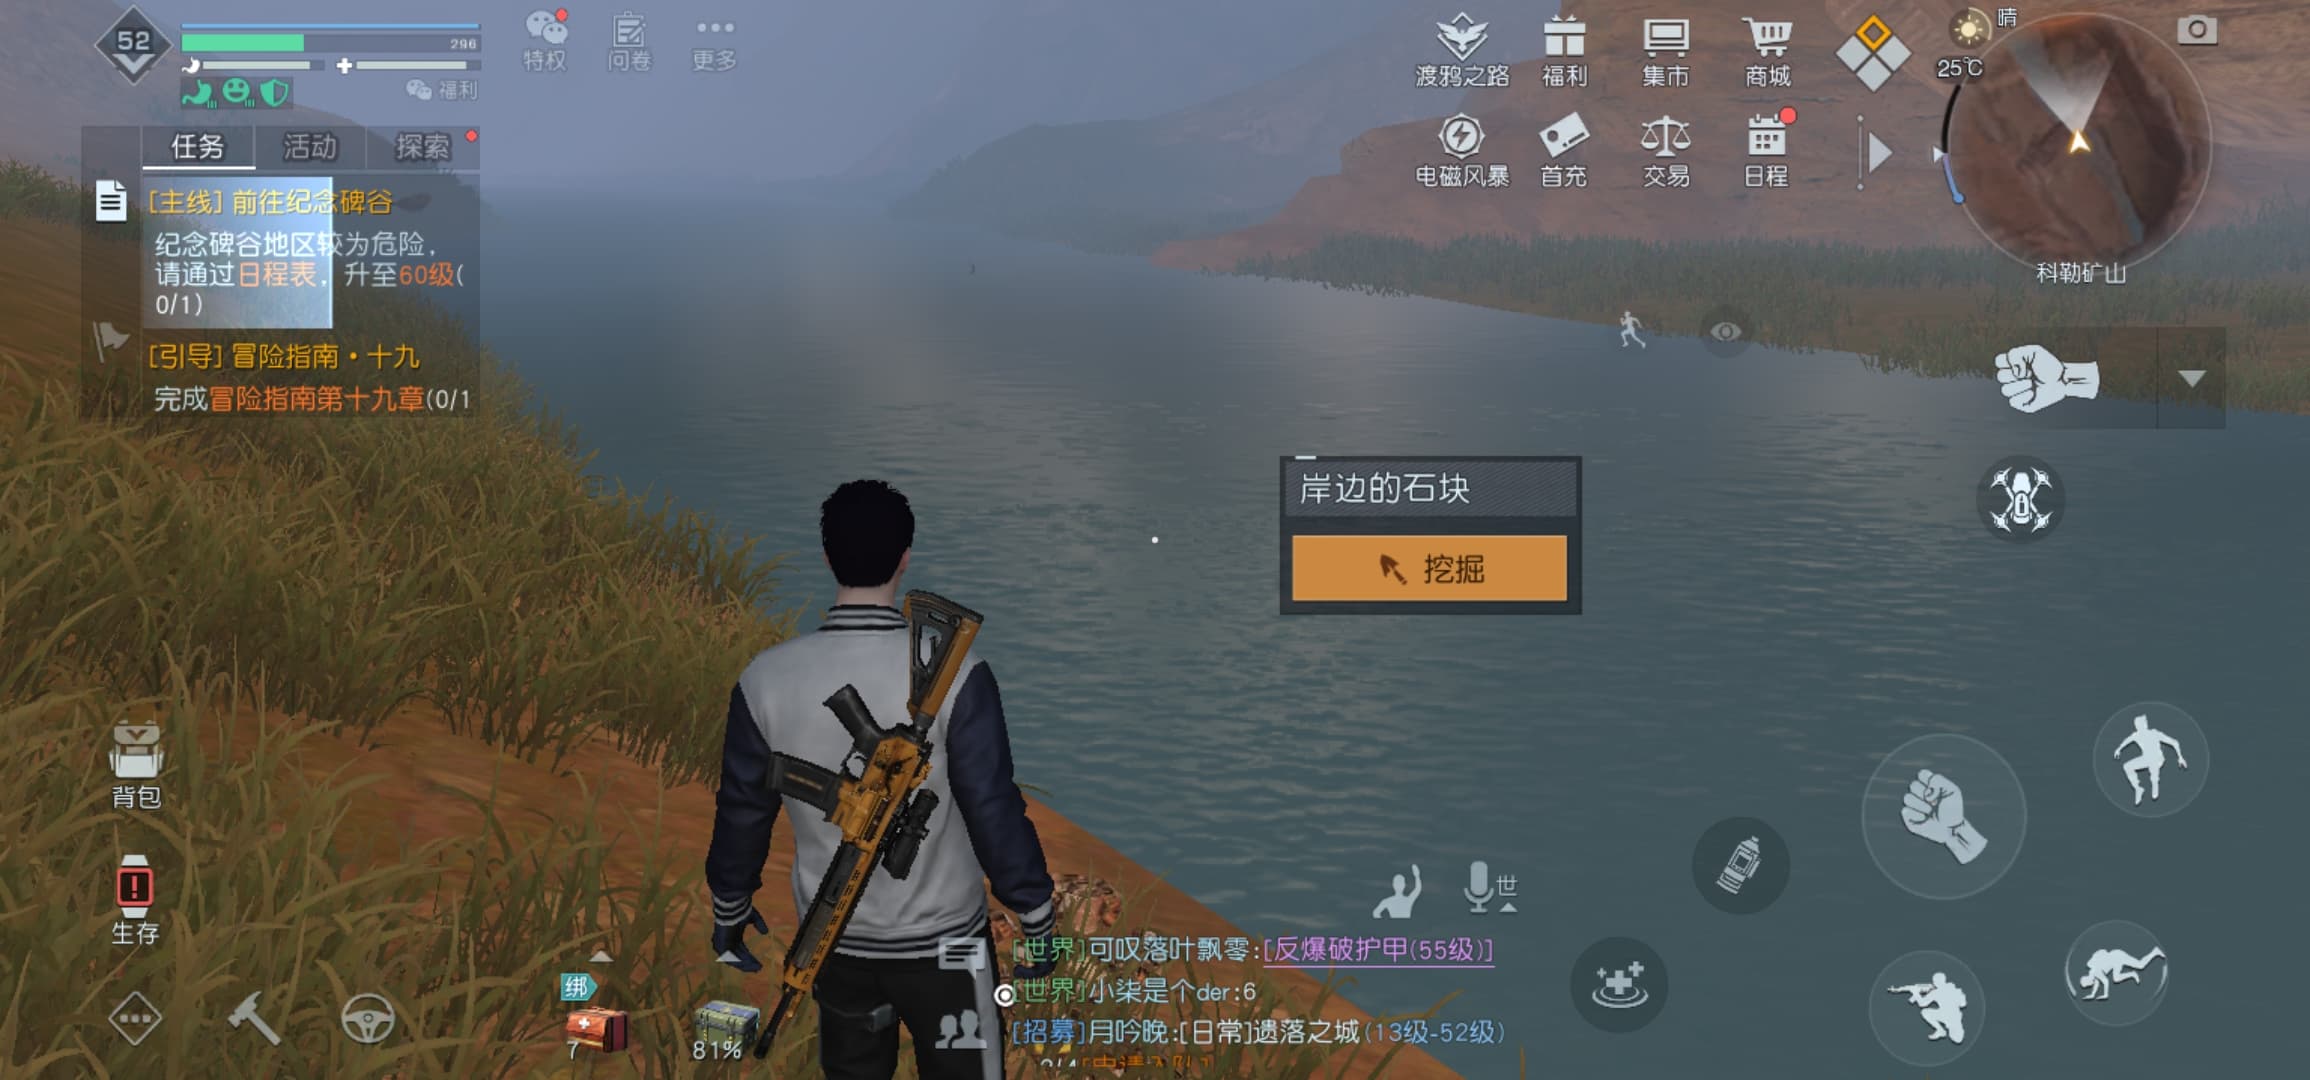 52
296
特权
问卷
更多
福利
任务
活动
探索
[主线] 前往纪念碑谷
纪念碑谷地区较为危险，
请通过日程表，升至60级(
0/1)
[引导] 冒险指南·十九
完成冒险指南第十九章(0/1
渡鸦之路
福利
集市
商城
电磁风暴
首充
交易
日程
晴
25℃
科勒矿山
岸边的石块
挖掘
背包
生存
绑
7
81%
世
[世界]可叹落叶飘零:[反爆破护甲(55级)]
[世界]小柒是个der:6
[招募]月吟晚:[日常]遗落之城(13级-52级)